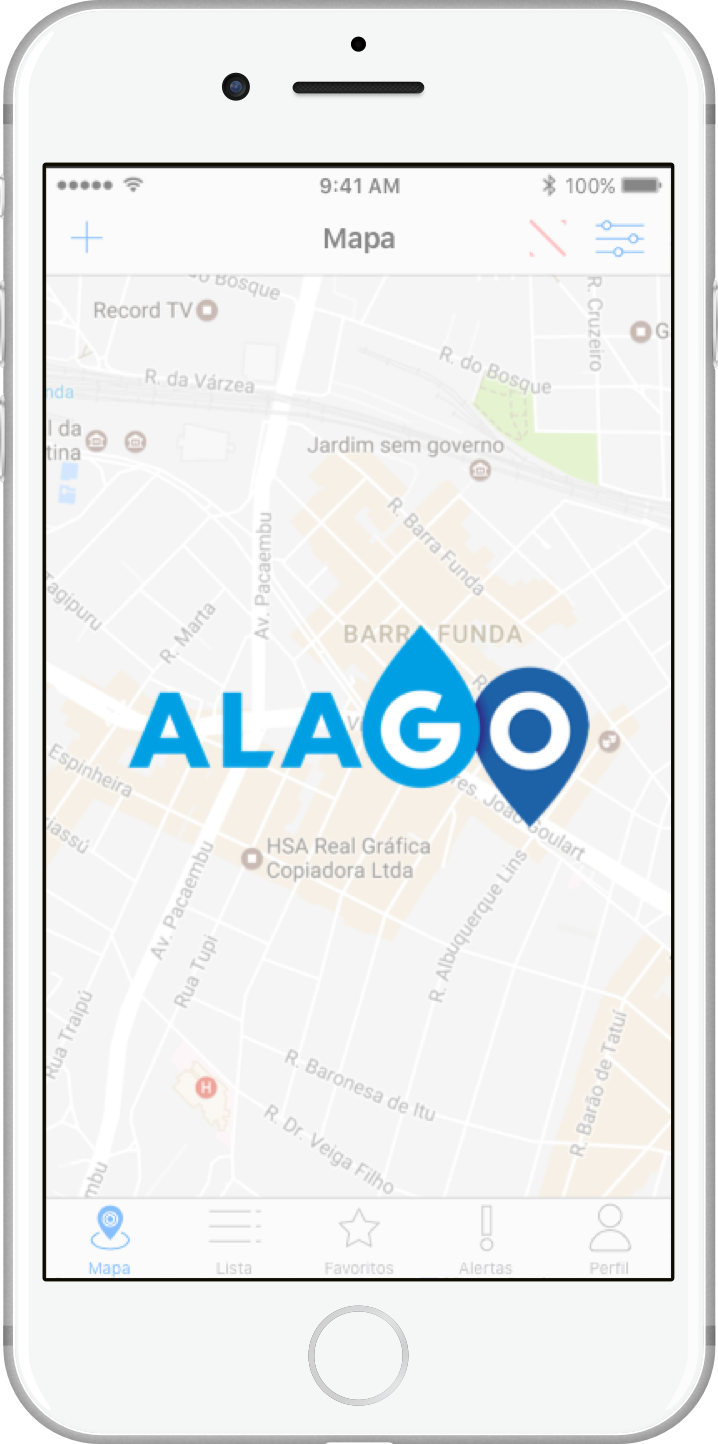 9:41 AM
100%
Mapa
do Bosque
Record TV
R. Cruzeiro
G
R. do Bosque
R. da Várzea
nda
l da
tina
Jardim sem governo
R. Barra Funda
Av. Pacaembu
Tagipuru
R. Marta
BARRA FUNDA
R
ALAGO
Vi
Espinheira
res. João Goulart
iassú
HSA Real Gráfica
Copiadora Ltda
Av. Pacaembu
R. Albuquerque Lins
Rua Tupi
Rua Traipú
R. Barão de Tatuí
R. Baronesa de Itu
H
R. Dr. Veiga Filho
mbu
Mapa
Lista
Favoritos
Alertas
Perfil